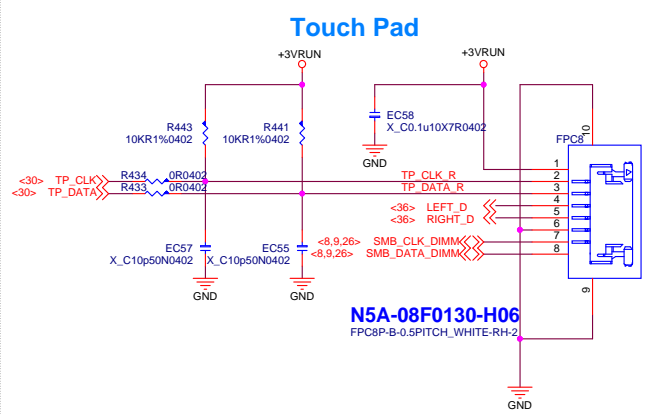 Touch Pad
+3VRUN
+3VRUN
R443
10KR1%0402
R441
10KR1%0402
EC58
X_C0.1u10X7R0402
GND
FPC8
10
<30> TP_CLK
R434
0R0402
TP_CLK_R
<30> TP_DATA
R433
0R0402
TP_DATA_R
1
2
3
4
5
6
7
8
<36> LEFT_D
<36> RIGHT_D
<8,9,26> SMB_CLK_DIMM
<8,9,26> SMB_DATA_DIMM
EC57
X_C10p50N0402
EC55
X_C10p50N0402
GND
GND
9
N5A-08F0130-H06
FPC8P-B-0.5PITCH_WHITE-RH-2
GND